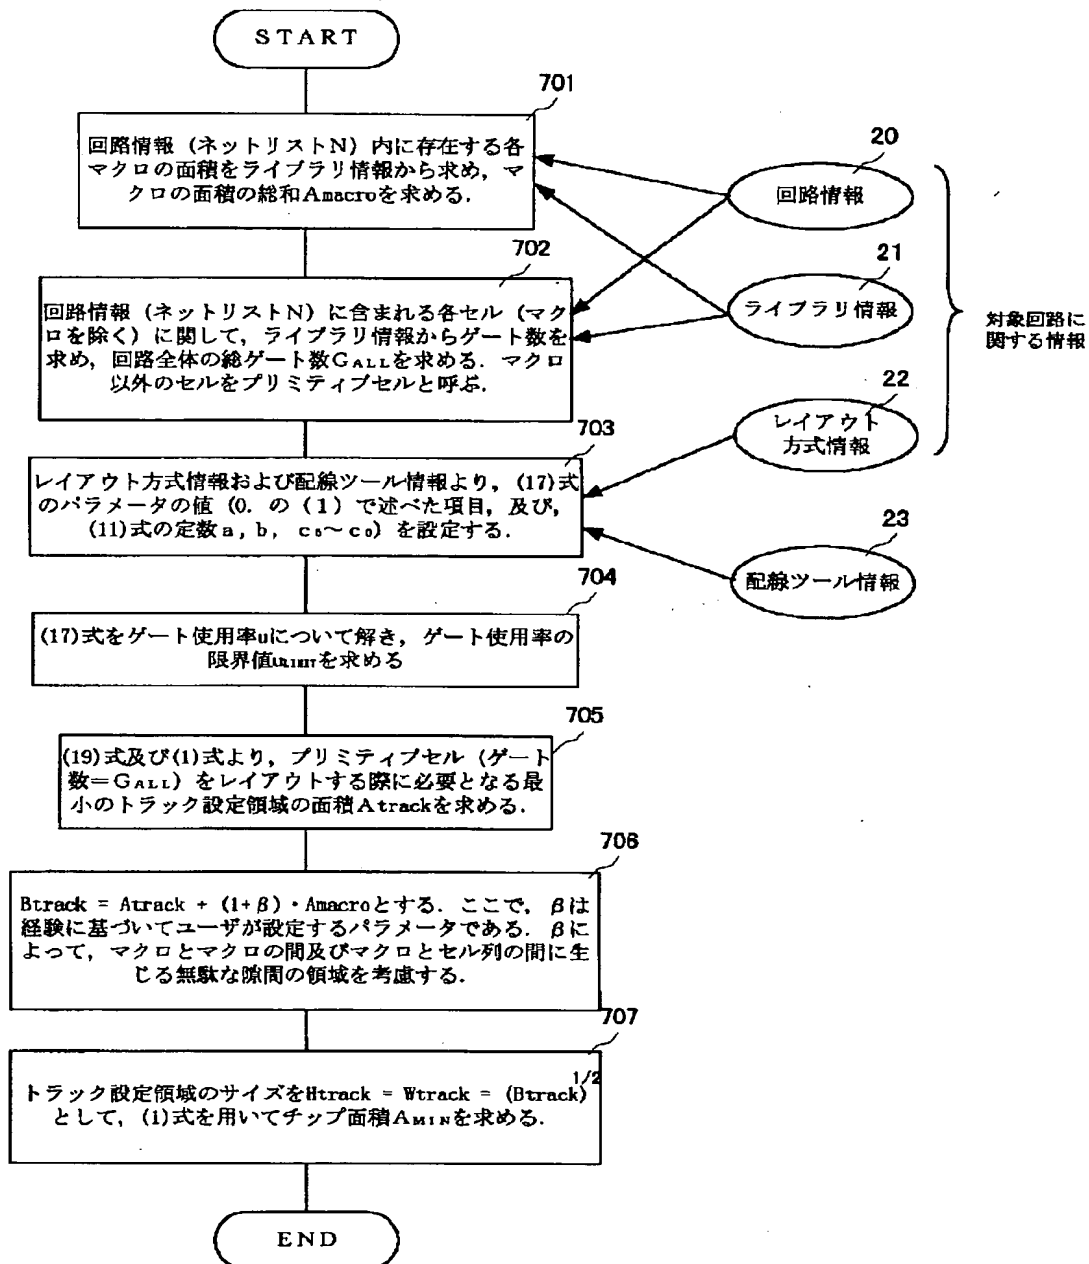 START
701
回路情報（ネットリストN）内に存在する各
マクロの面積をライブラリ情報から求め，マ
クロの面積の総和Amacroを求める．
20
回路情報
702
回路情報（ネットリストN）に含まれる各セル（マク
ロを除く）に関して，ライブラリ情報からゲート数を
求め，回路全体の総ゲート数GALLを求める．マクロ
以外のセルをプリミティブセルと呼ぶ．
21
ライブラリ情報
対象回路に
関する情報
22
レイアウト
方式情報
703
レイアウト方式情報および配線ツール情報より，(17)式
のパラメータの値（0．の（1）で述べた項目，及び，
(11)式の定数a，b，
を設定する．
23
配線ツール情報
704
(17)式をゲート使用率uについて解き，ゲート使用率の
限界値uLIMITを求める
705
(19)式及び(1)式より，プリミティブセル（ゲート
数＝GALL）をレイアウトする際に必要となる最
小のトラック設定領域の面積Atrackを求める．
706
Btrack = Atrack + (1+β)・Amacroとする．ここで，βは
経験に基づいてユーザが設定するパラメータである．βに
よって，マクロとマクロの間及びマクロとセル列の間に生
じる無駄な隙間の領域を考慮する．
707
トラック設定領域のサイズをHtrack = Wtrack = (Btrack)1/2
として，(1)式を用いてチップ面積AMINを求める．
END